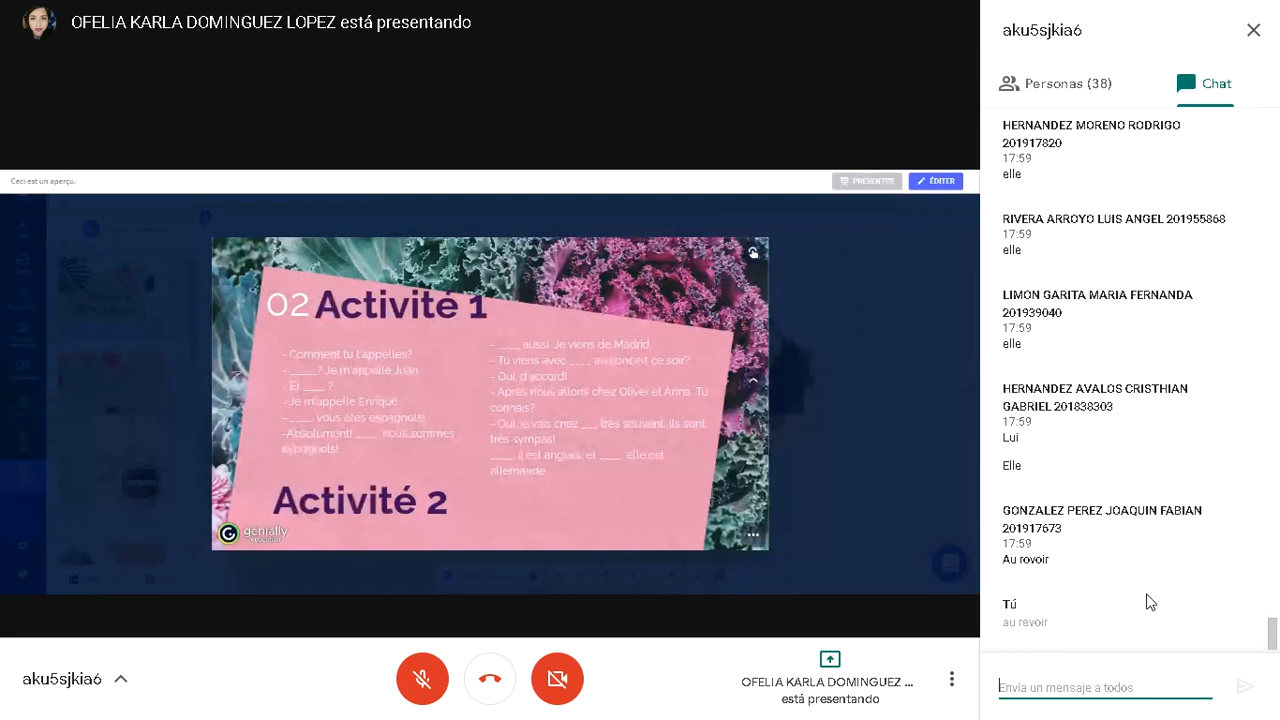 OFELIA KARLA DOMINGUEZ LOPEZ está presentando
Ceci est un aperçu.
PRESENTER
ÉDITER
02 Activité 1
- Comment tu t'appelles?
- ____? Je m'appelle Juan
- Et ____ ?
- Je m'appelle Enrique
- ____, vous êtes espagnols!
-Absolument! ____ nous sommes
espagnols!
- ____ aussi. Je viens de Madrid.
- Tu viens avec ____ au concert ce soir?
- Oui, d'accord!
- Après nous allons chez Oliver et Anna. Tu
connais?
- Oui, je vais chez ___ très souvent. Ils sont
très sympas!
____, il est anglais, et ____, elle est
allemande.
Activité 2
genially
aku5sjkia6
OFELIA KARLA DOMINGUEZ ...
está presentando
aku5sjkia6
Personas (38)
Chat
HERNANDEZ MORENO RODRIGO
201917820
17:59
elle
RIVERA ARROYO LUIS ANGEL 201955868
17:59
elle
LIMON GARITA MARIA FERNANDA
201939040
17:59
elle
HERNANDEZ AVALOS CRISTHIAN
GABRIEL 201838303
17:59
Lui
Elle
GONZALEZ PEREZ JOAQUIN FABIAN
201917673
17:59
Au rovoir
Tú
au revoir
Envía un mensaje a todos